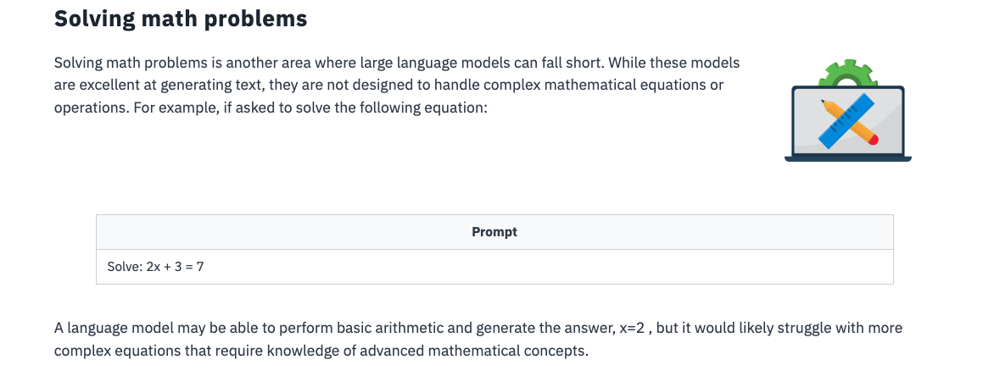 Solving math problems
Solving math problems is another area where large language models can fall short. While these models
are excellent at generating text, they are not designed to handle complex mathematical equations or
operations. For example, if asked to solve the following equation:
Prompt
Solve: 2x + 3 = 7
A language model may be able to perform basic arithmetic and generate the answer, x=2 , but it would likely struggle with more
complex equations that require knowledge of advanced mathematical concepts.